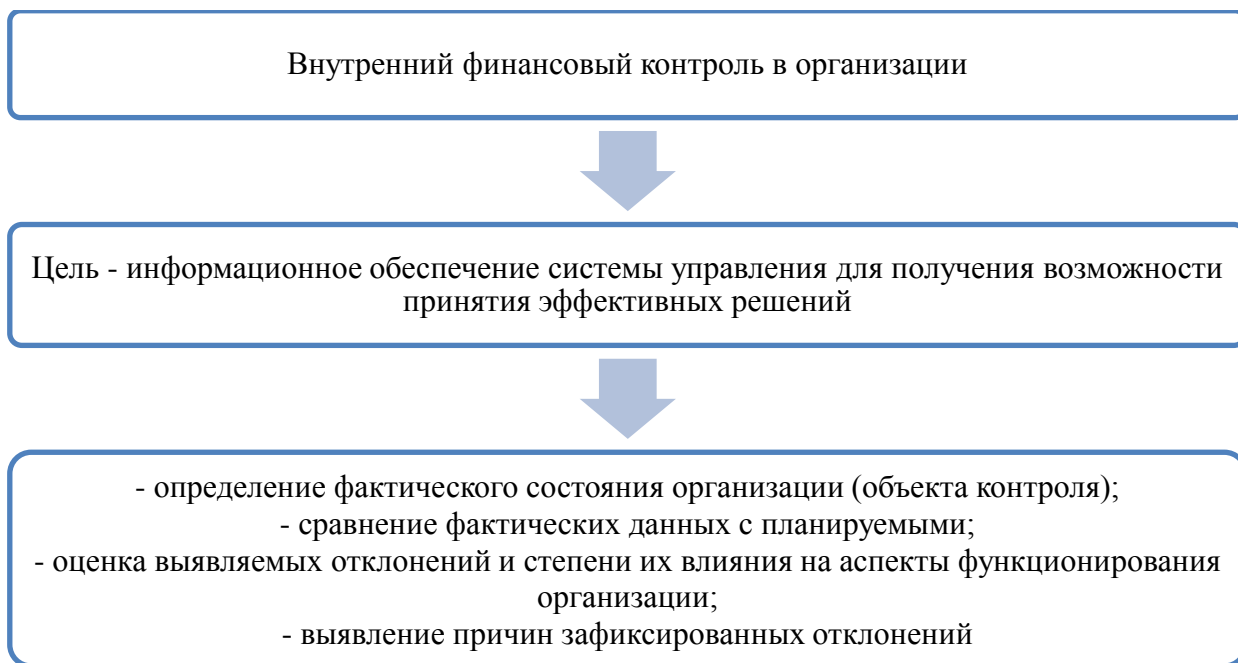 Внутренний финансовый контроль в организации
Цель - информационное обеспечение системы управления для получения возможности
принятия эффективных решений
- определение фактического состояния организации (объекта контроля);
- сравнение фактических данных с планируемыми;
- оценка выявляемых отклонений и степени их влияния на аспекты функционирования
организации;
- выявление причин зафиксированных отклонений